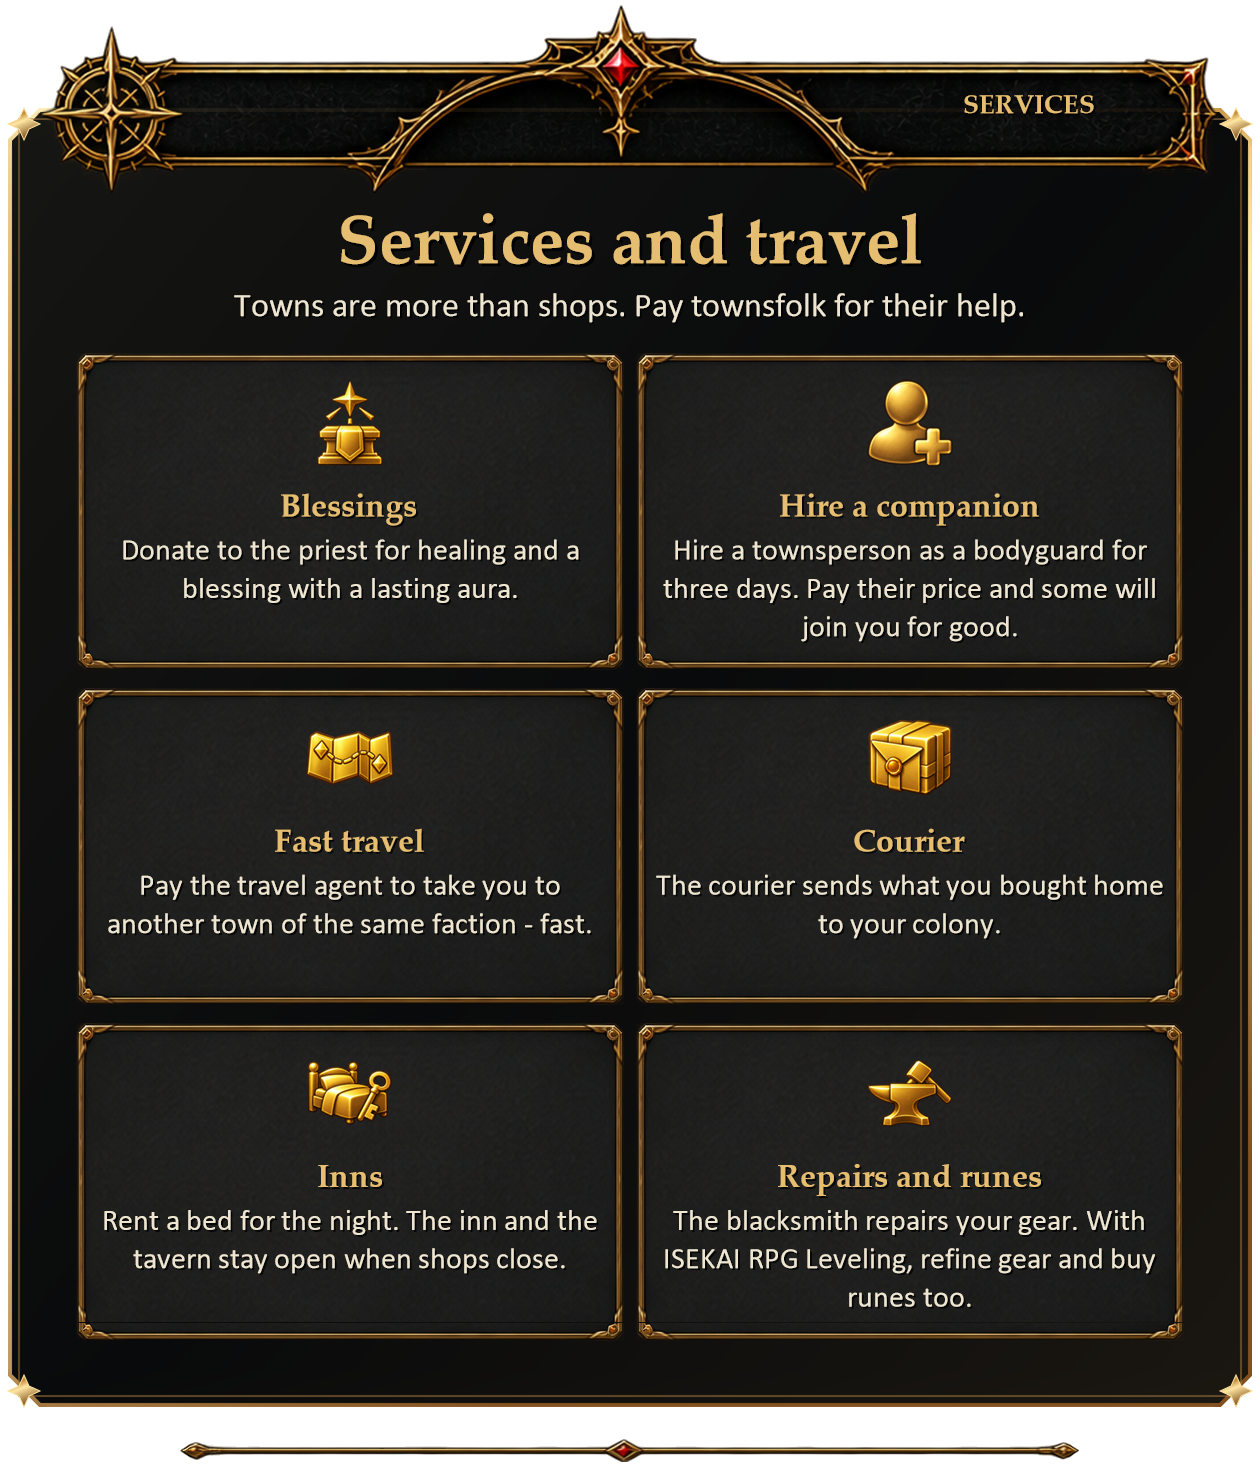 SERVICES
Services and travel
Towns are more than shops. Pay townsfolk for their help.
Blessings
Donate to the priest for healing and a
blessing with a lasting aura.
Hire a companion
Hire a townsperson as a bodyguard for
three days. Pay their price and some will
join you for good.
Fast travel
Pay the travel agent to take you to
another town of the same faction - fast.
Courier
The courier sends what you bought home
to your colony.
Inns
Rent a bed for the night. The inn and the
tavern stay open when shops close.
Repairs and runes
The blacksmith repairs your gear. With
ISEKAI RPG Leveling, refine gear and buy
runes too.